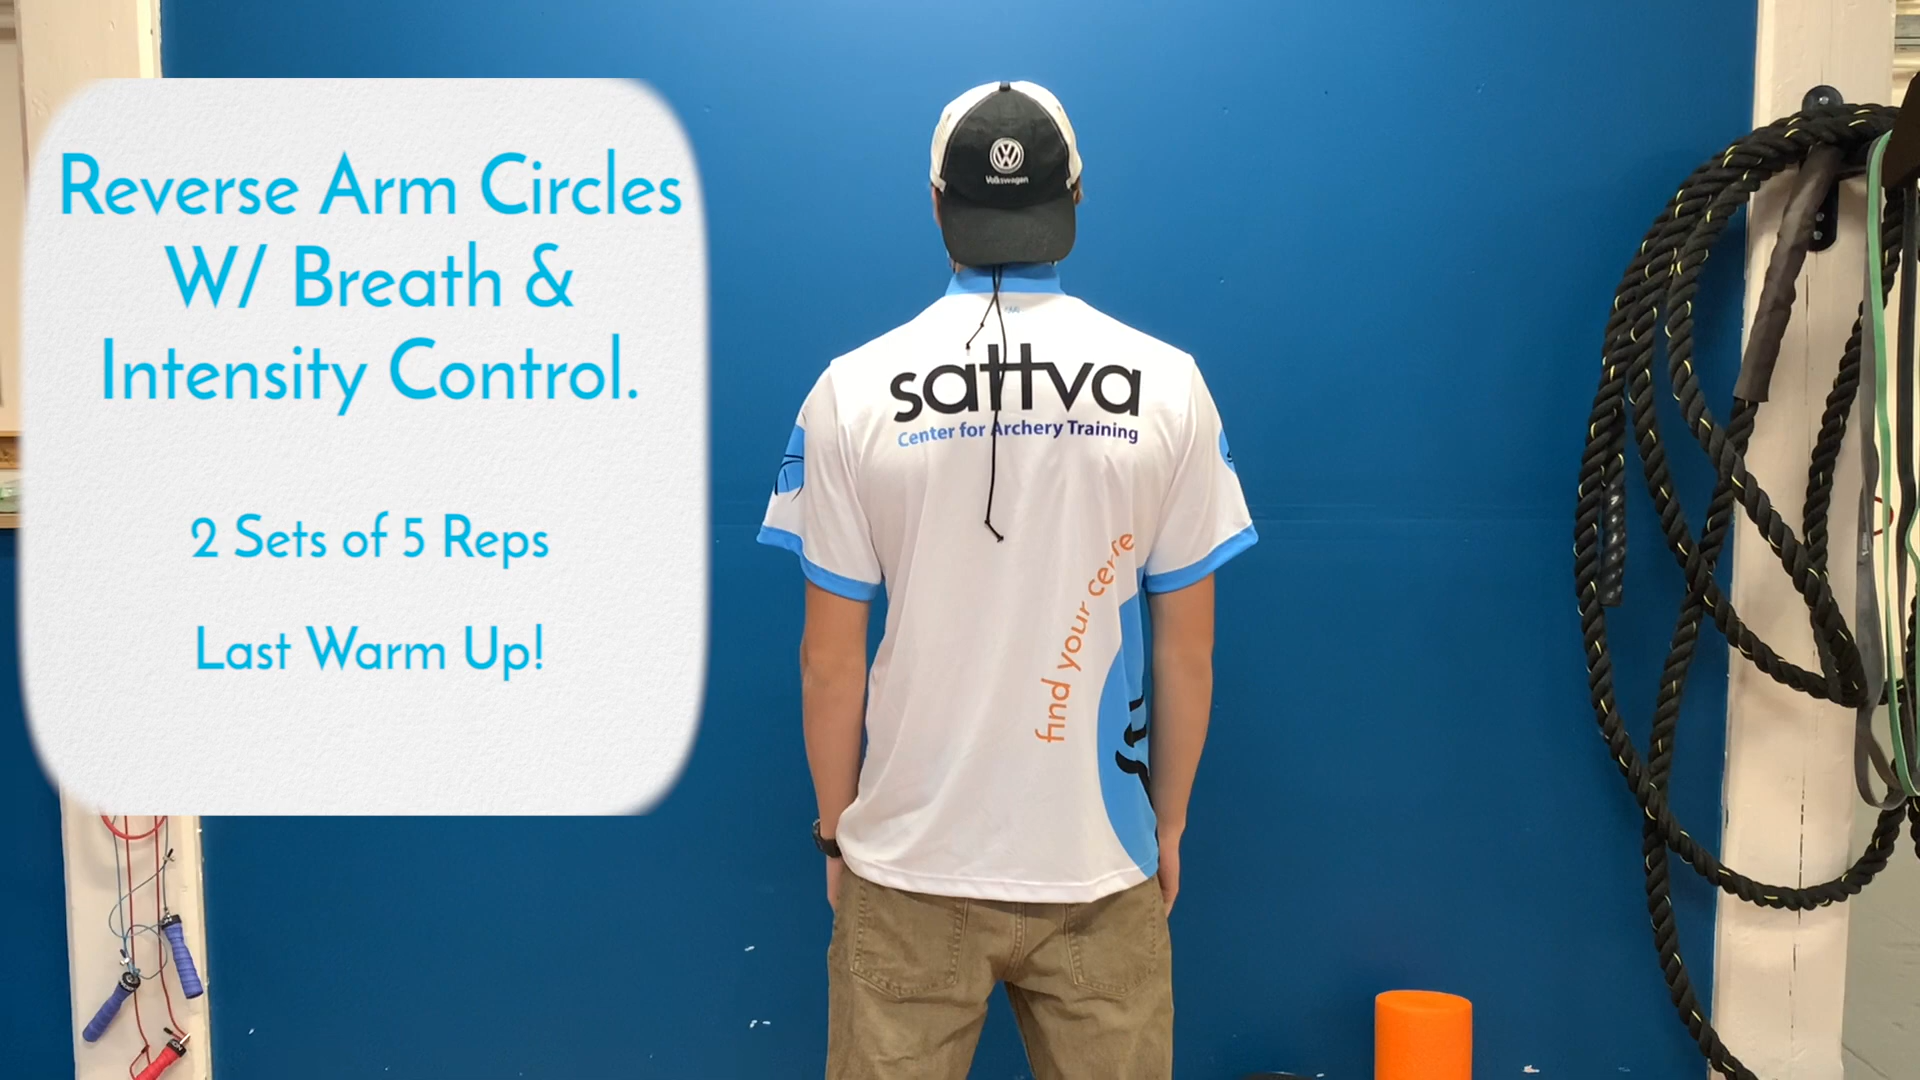 Reverse Arm Circles
W/ Breath &
Intensity Control.
2 Sets of 5 Reps
Last Warm Up!
Volkswagen
sattva
Center for Archery Training
find your centre